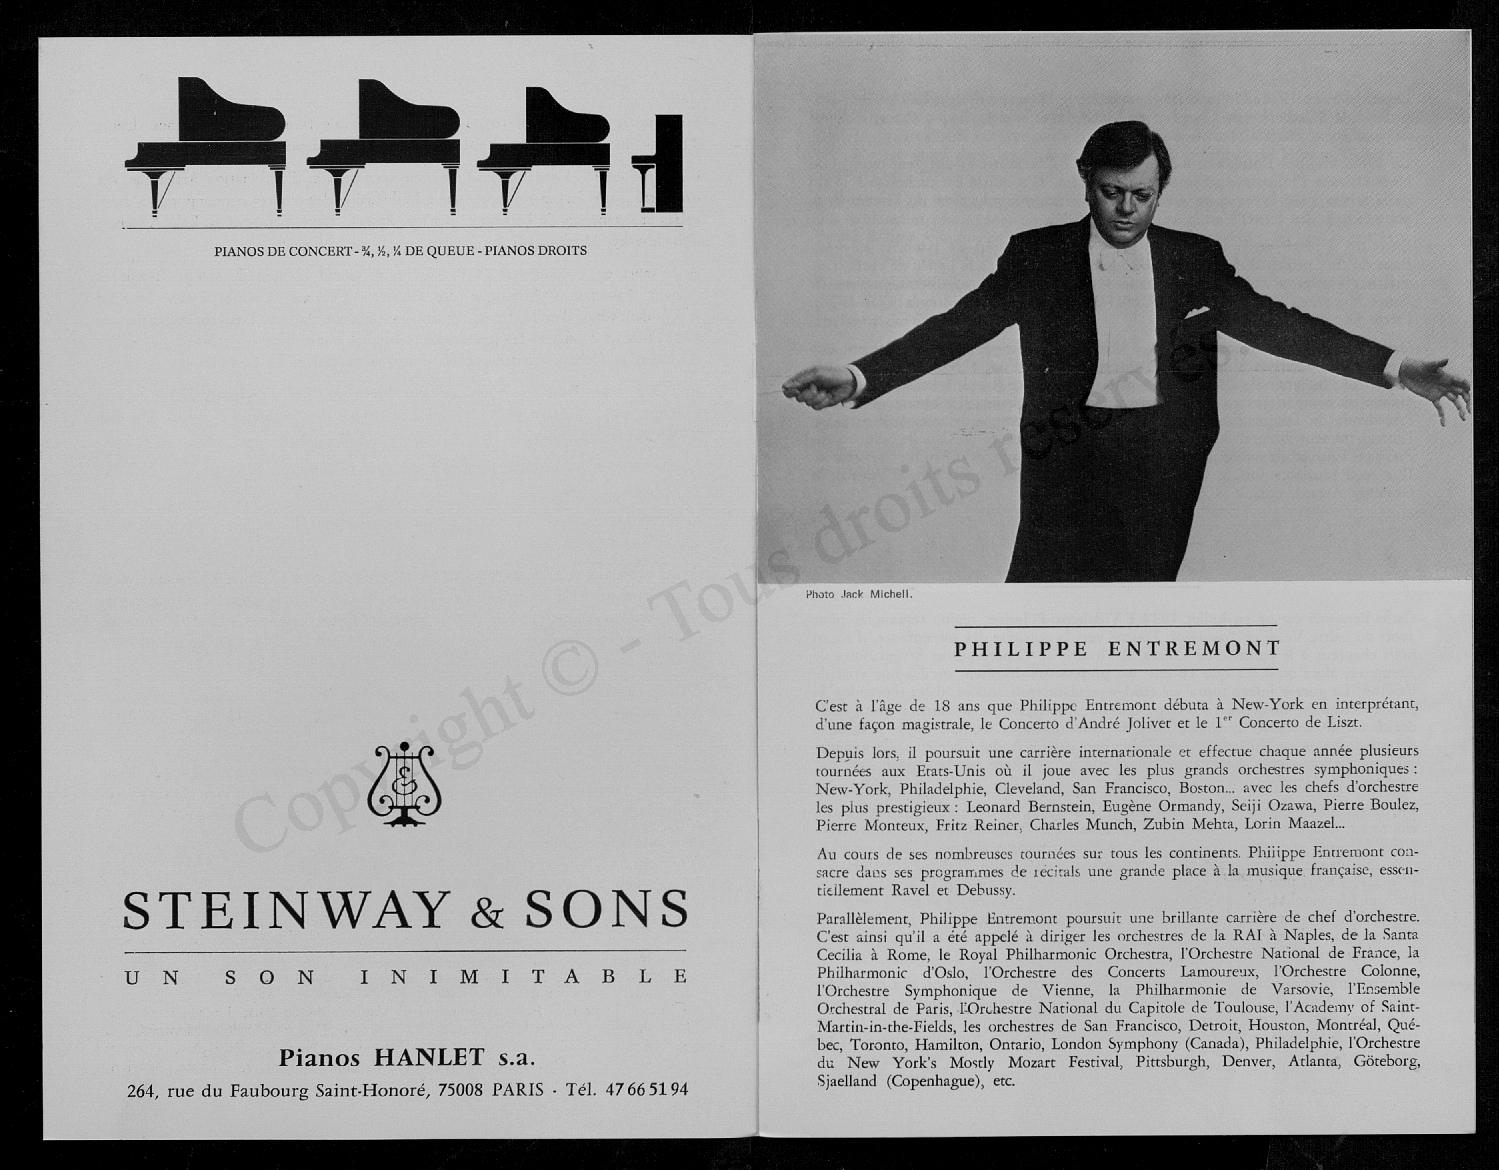 PIANOS DE CONCERT - ¾, ½, ¼ DE QUEUE - PIANOS DROITS
STEINWAY & SONS
UN SON INIMITABLE
Pianos HANLET s.a.
264, rue du Faubourg Saint-Honoré, 75008 PARIS - Tél. 47 66 51 94
Copyright © - Tous droits réservés.
Photo Jack Michell.
PHILIPPE ENTREMONT
C'est à l'âge de 18 ans que Philippe Entremont débuta à New-York en interprétant,
d'une façon magistrale, le Concerto d'André Jolivet et le 1er Concerto de Liszt.
Depuis lors, il poursuit une carrière internationale et effectue chaque année plusieurs
tournées aux Etats-Unis où il joue avec les plus grands orchestres symphoniques :
New-York, Philadelphie, Cleveland, San Francisco, Boston... avec les chefs d'orchestre
les plus prestigieux : Leonard Bernstein, Eugène Ormandy, Seiji Ozawa, Pierre Boulez,
Pierre Monteux, Fritz Reiner, Charles Munch, Zubin Mehta, Lorin Maazel...
Au cours de ses nombreuses tournées sur tous les continents, Philippe Entremont con-
sacre dans ses programmes de récitals une grande place à la musique française, essen-
tiellement Ravel et Debussy.
Parallèlement, Philippe Entremont poursuit une brillante carrière de chef d'orchestre.
C'est ainsi qu'il a été appelé à diriger les orchestres de la RAI à Naples, de la Santa
Cecilia à Rome, le Royal Philharmonic Orchestra, l'Orchestre National de France, la
Philharmonic d'Oslo, l'Orchestre des Concerts Lamoureux, l'Orchestre Colonne,
l'Orchestre Symphonique de Vienne, la Philharmonie de Varsovie, l'Ensemble
Orchestral de Paris, l'Orchestre National du Capitole de Toulouse, l'Academy of Saint-
Martin-in-the-Fields, les orchestres de San Francisco, Detroit, Houston, Montréal, Qué-
bec, Toronto, Hamilton, Ontario, London Symphony (Canada), Philadelphie, l'Orchestre
du New York's Mostly Mozart Festival, Pittsburgh, Denver, Atlanta, Göteborg,
Sjaelland (Copenhague), etc.